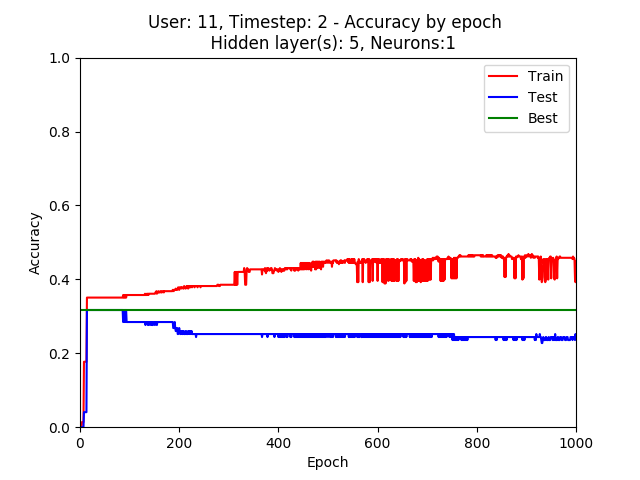 User: 11, Timestep: 2 - Accuracy by epoch
Hidden layer(s): 5, Neurons:1
Train
Test
Best
Accuracy
1.0
0.8
0.6
0.4
0.2
0.0
0 200 400 600 800 1000
Epoch